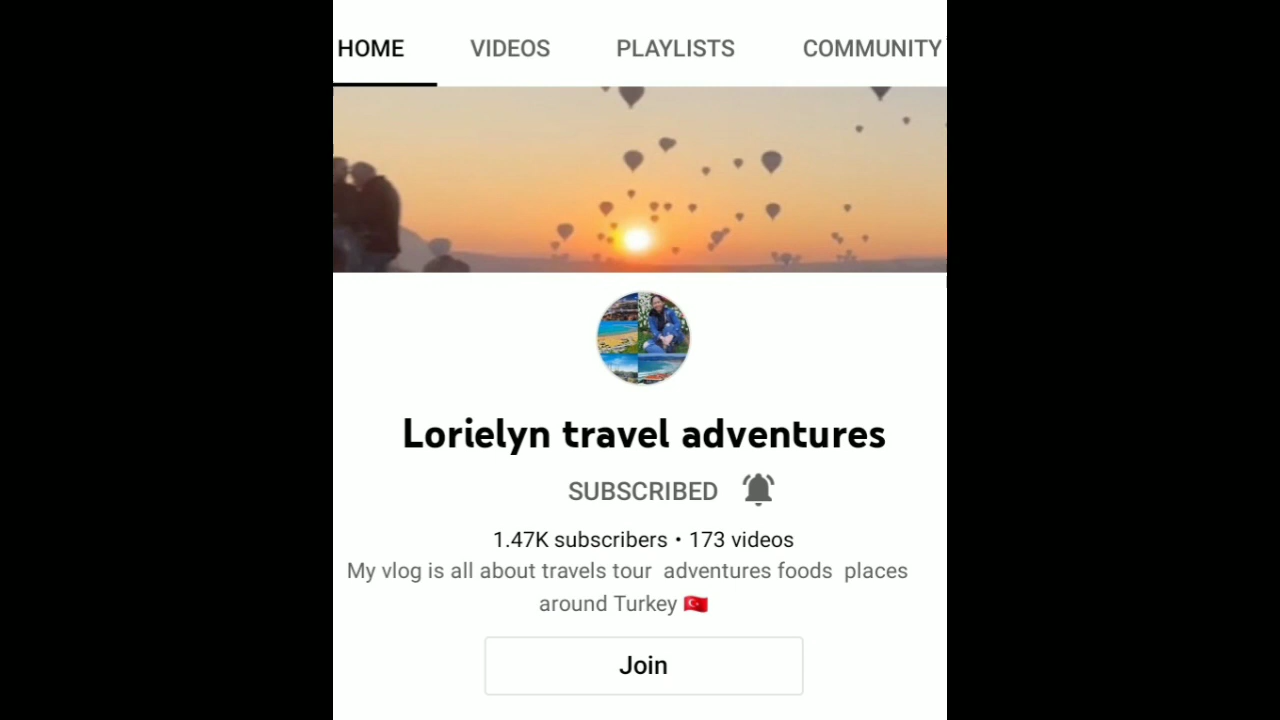 HOME VIDEOS PLAYLISTS COMMUNITY
Lorielyn travel adventures
SUBSCRIBED
1.47K subscribers • 173 videos
My vlog is all about travels tour adventures foods places
around Turkey 🇹🇷
Join